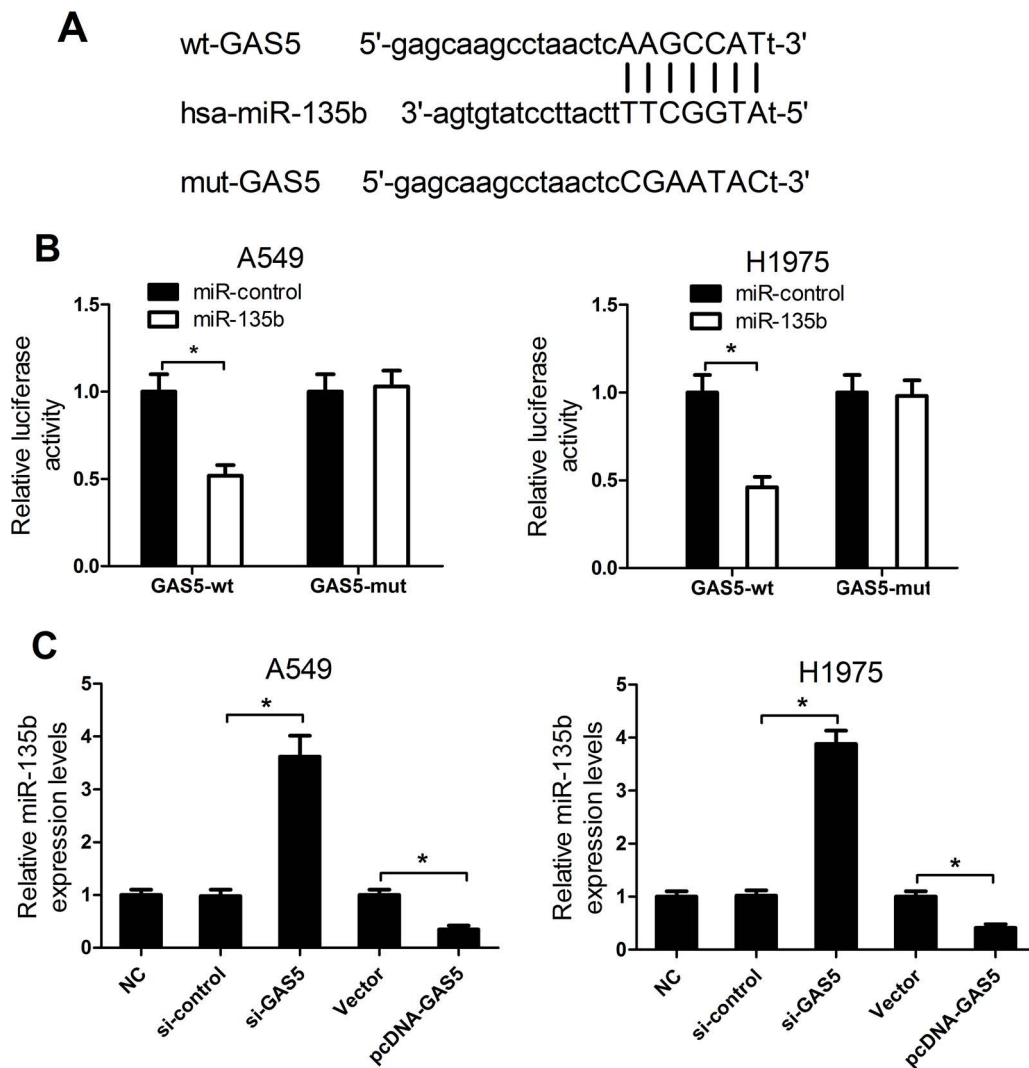 A
wt-GAS5 5'-gagcaagcctaactcAAGCCATt-3'
hsa-miR-135b 3'-agtgtatccttacttTTCGGTAt-5'
mut-GAS5 5'-gagcaagcctaactcCGAATACt-3'
B
A549
miR-control
miR-135b
Relative luciferase
activity
1.5
1.0
0.5
0.0
*
GAS5-wt
GAS5-mut
H1975
miR-control
miR-135b
Relative luciferase
activity
1.5
1.0
0.5
0.0
*
GAS5-wt
GAS5-mut
C
A549
Relative miR-135b
expression levels
5
4
3
2
1
0
*
*
NC
si-control
si-GAS5
Vector
pcDNA-GAS5
H1975
Relative miR-135b
expression levels
5
4
3
2
1
0
*
*
NC
si-control
si-GAS5
Vector
pcDNA-GAS5